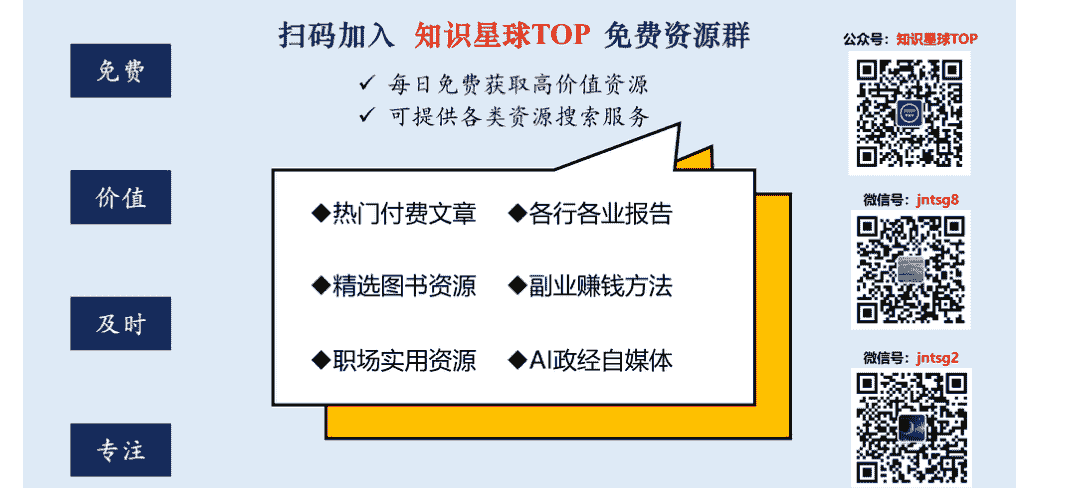 扫码加入 知识星球TOP 免费资源群
✓ 每日免费获取高价值资源
✓ 可提供各类资源搜索服务
免费
价值
及时
专注
◆热门付费文章 ◆各行各业报告
◆精选图书资源 ◆副业赚钱方法
◆职场实用资源 ◆AI政经自媒体
公众号：知识星球TOP
微信号：jntsg8
微信号：jntsg2